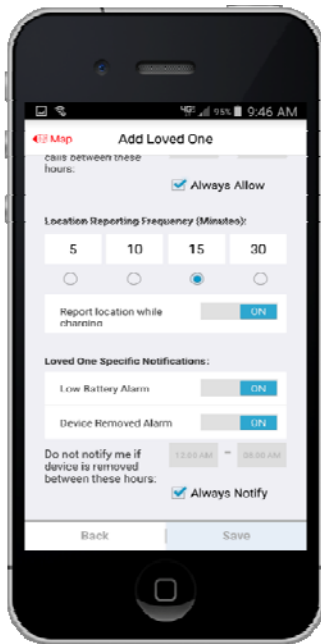 95% 9:46 AM
Map Add Loved One
calls between these
hours:
Always Allow
Location Reporting Frequency (Minutes):
5 10 15 30
Report location while ON
charging
Loved One Specific Notifications:
Low Battery Alarm ON
Device Removed Alarm ON
Do not notify me if 12:00 AM - 08:00 AM
device is removed
between these hours:
Always Notify
Back Save